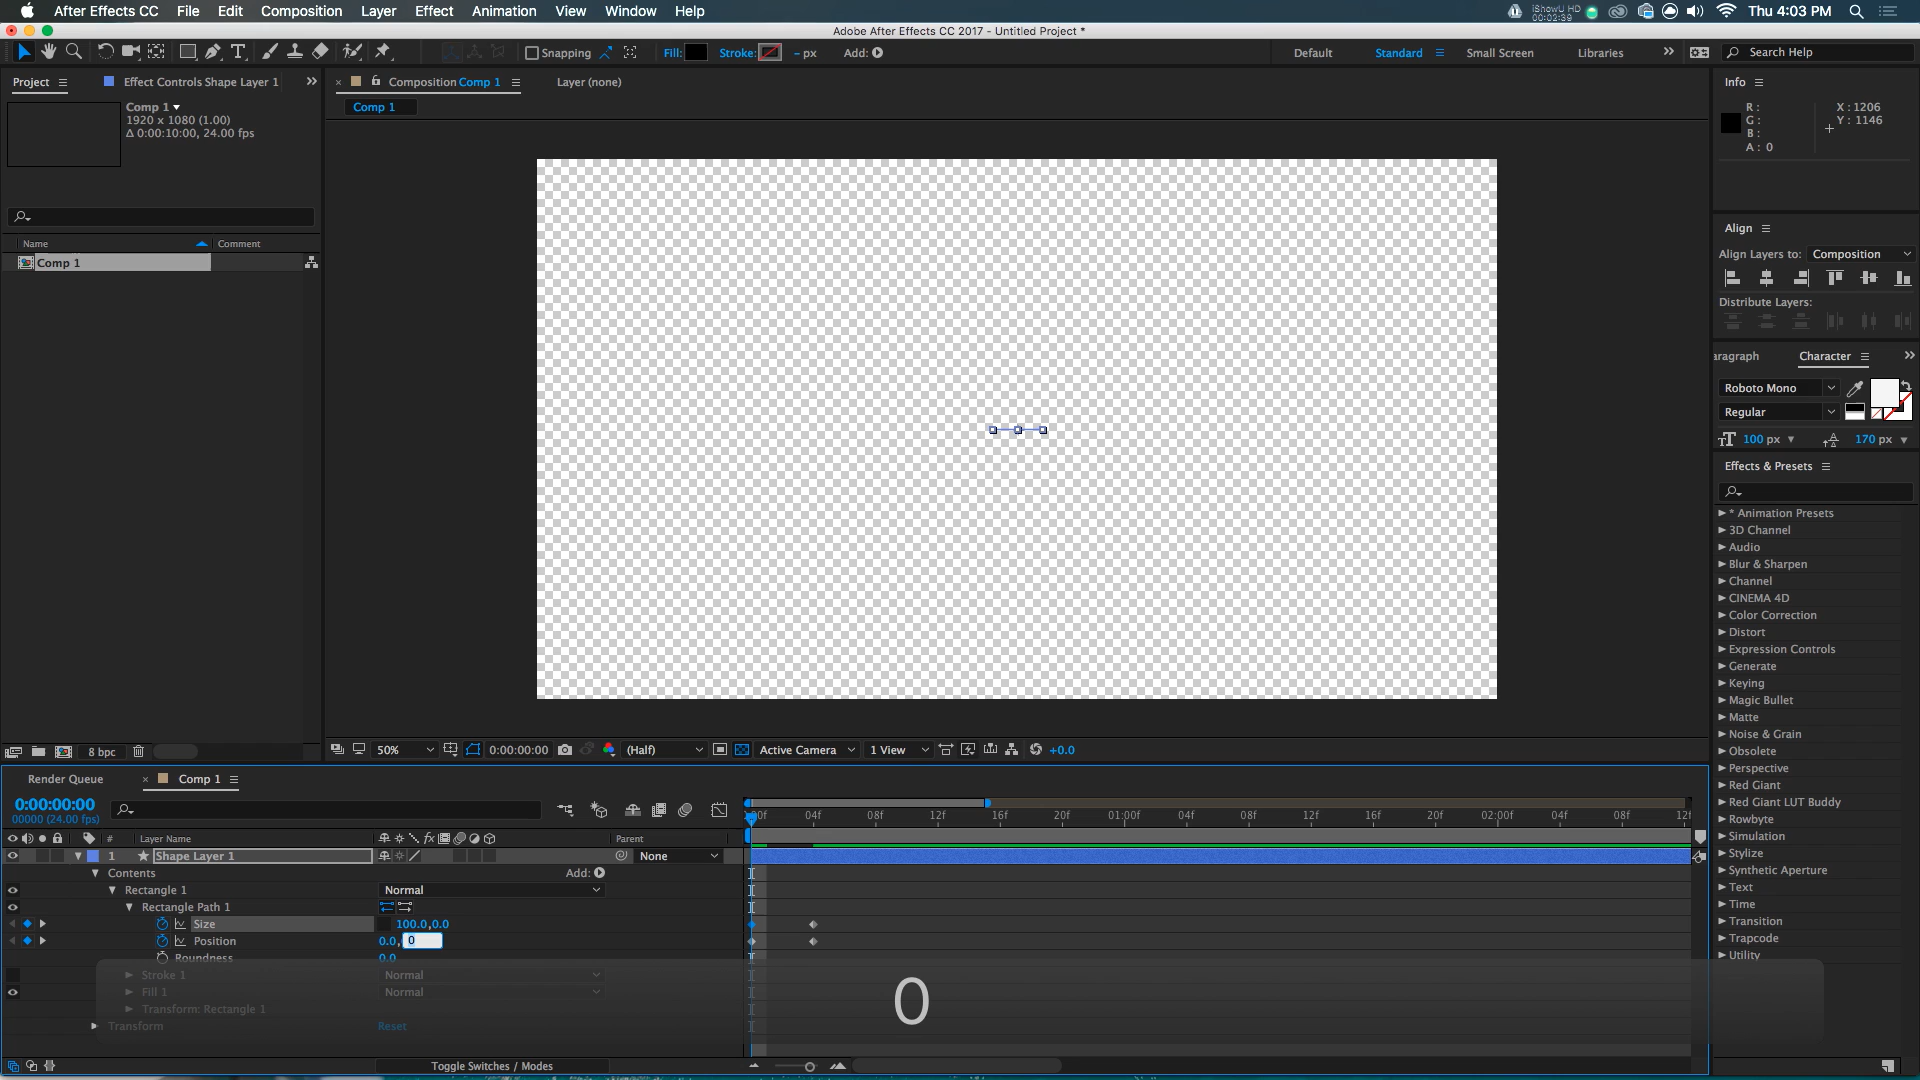 After Effects CC File Edit Composition Layer Effect Animation View Window Help
iShowU HD
00:02:39
Thu 4:03 PM
Adobe After Effects CC 2017 - Untitled Project *
Snapping
Fill:
Stroke:
- px
Add:
Default
Standard
Small Screen
Libraries
Search Help
Project
Effect Controls Shape Layer 1
Composition Comp 1
Layer (none)
Info
Comp 1
1920 x 1080 (1.00)
Δ 0:00:10:00, 24.00 fps
Comp 1
R :
G :
B :
A : 0
X : 1206
Y : 1146
Name
Comment
Comp 1
Align
Align Layers to: Composition
Distribute Layers:
aragraph
Character
Roboto Mono
Regular
100 px
170 px
Effects & Presets
* Animation Presets
3D Channel
Audio
Blur & Sharpen
Channel
CINEMA 4D
Color Correction
Distort
Expression Controls
Generate
Keying
Magic Bullet
Matte
Noise & Grain
Obsolete
Perspective
Red Giant
Red Giant LUT Buddy
Rowbyte
Simulation
Stylize
Synthetic Aperture
Text
Time
Transition
Trapcode
Utility
8 bpc
50%
0:00:00:00
(Half)
Active Camera
1 View
+0.0
Render Queue
Comp 1
0:00:00:00
00000 (24.00 fps)
:00f 04f 08f 12f 16f 20f 01:00f 04f 08f 12f 16f 20f 02:00f 04f 08f 12f
# Layer Name
fx
Parent
1 Shape Layer 1
None
Contents
Add:
Rectangle 1
Normal
Rectangle Path 1
Size
100.0,0.0
Position
0.0, 0
Roundness
0.0
Stroke 1
Normal
Fill 1
Normal
Transform: Rectangle 1
Transform
Reset
0
Toggle Switches / Modes